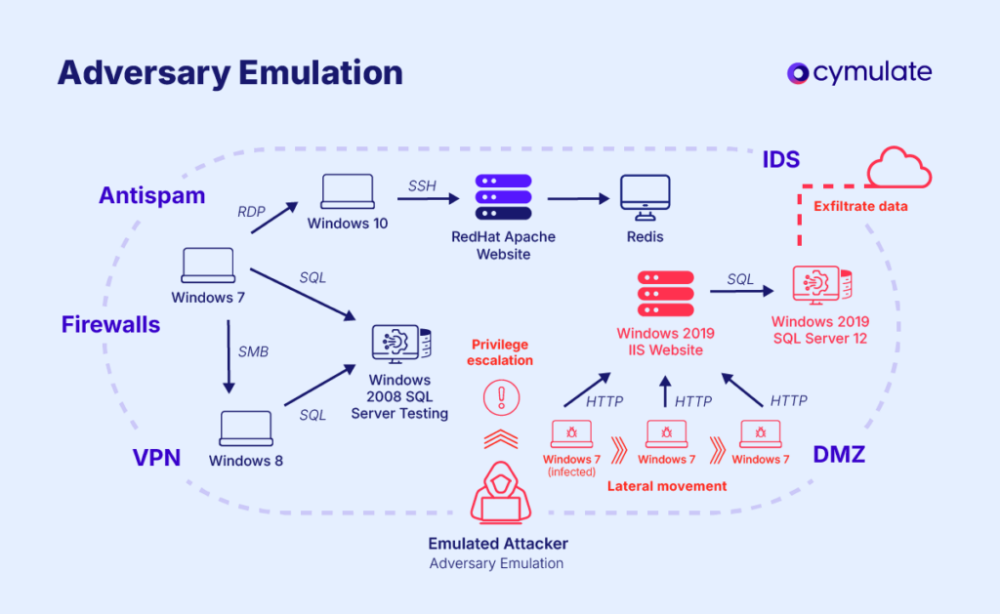 Adversary Emulation
cymulate
IDS
Antispam
Exfiltrate data
RDP
Windows 10
SSH
RedHat Apache
Website
Redis
Windows 7
SQL
Firewalls
SMB
Windows
2008 SQL
Server Testing
SQL
Windows 8
VPN
Privilege
escalation
Windows 2019
IIS Website
SQL
Windows 2019
SQL Server 12
HTTP
HTTP
HTTP
Windows 7
(infected)
Windows 7
Windows 7
Lateral movement
DMZ
Emulated Attacker
Adversary Emulation